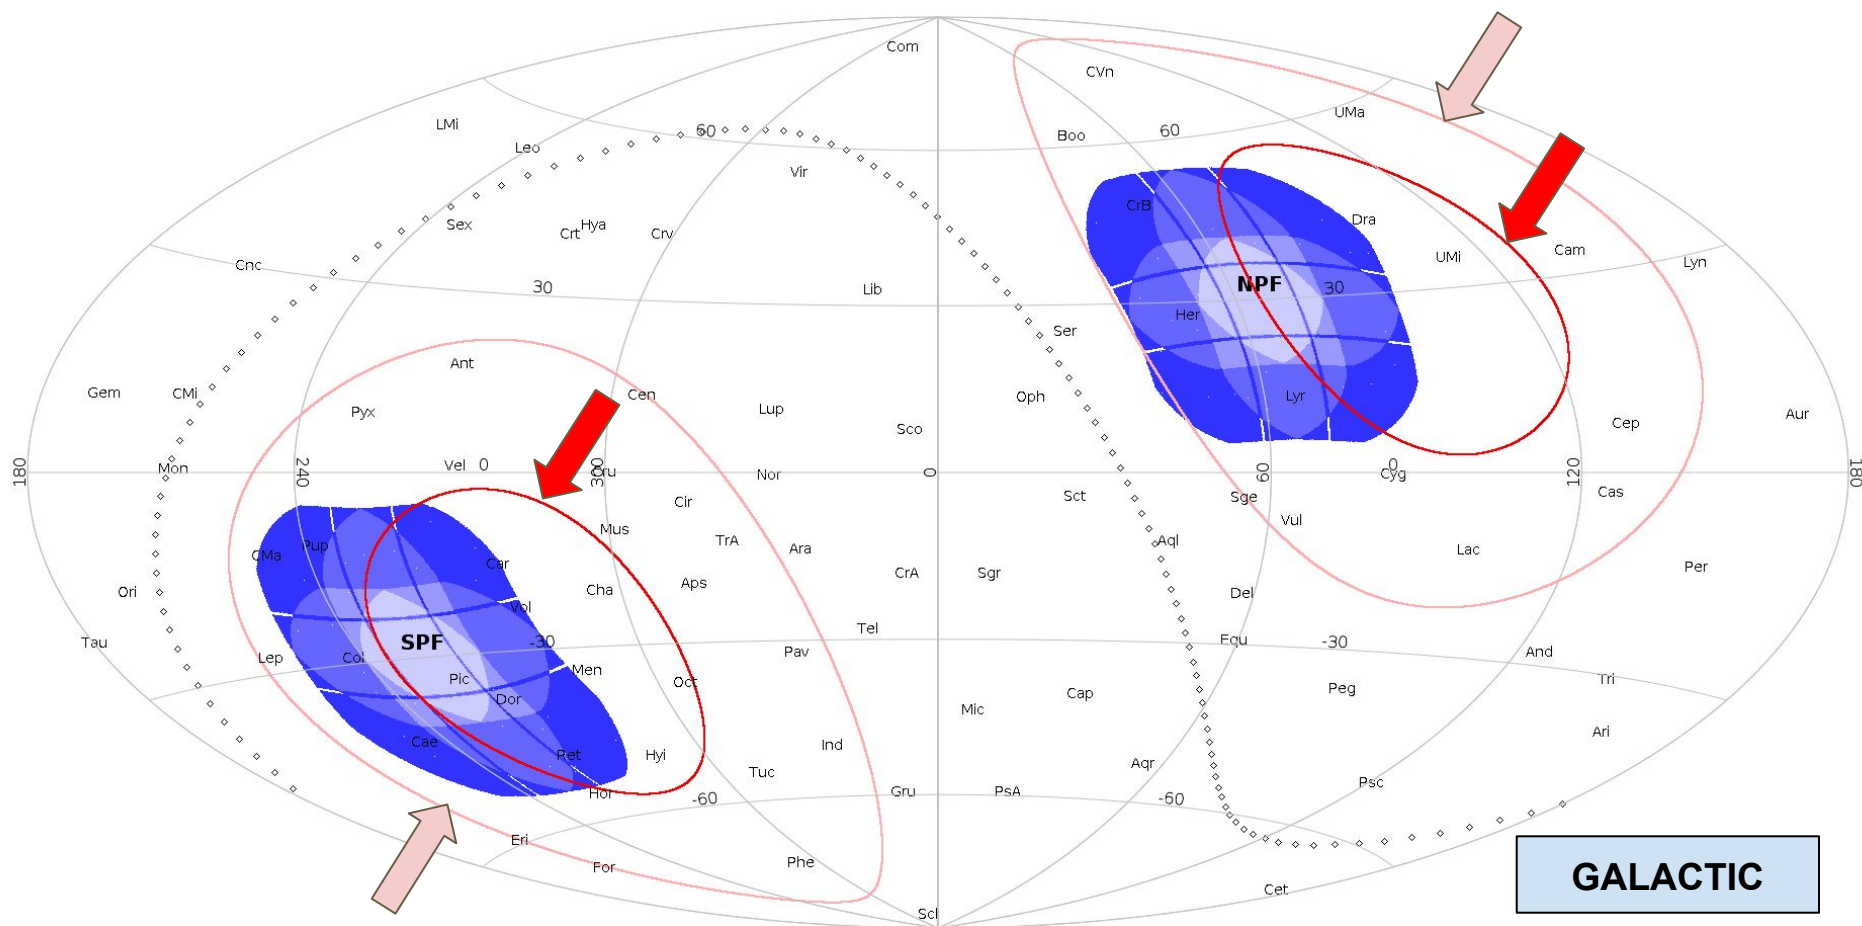 Com
CVn
UMa
LMi
60
60
Boo
Leo
Vir
CrB
Dra
Sex
Hya
Crt
Crv
UMi
Cam
Cnc
Lyn
NPF
30
Lib
30
Her
Ser
Ant
Gem
CMi
Cen
Oph
Lyr
Pyx
Lup
Aur
Cep
Sco
180
Mon
240
Vel
0
300
Nor
0
60
0
Cyg
120
180
Sge
Sct
Cas
Cir
Vul
Mus
TrA
Ara
Aql
Pup
CMa
Lac
Car
Per
CrA
Sgr
Cha
Aps
Ori
Del
Vol
Tel
Equ
-30
Tau
SPF
-30
Lep
Col
Pav
And
Men
Pic
Oct
Tri
Dor
Cap
Peg
Mic
Ari
Cae
Ind
Ret
Hyi
Aqr
Tuc
Psc
Hor
-60
Gru
PsA
-60
Eri
For
Phe
Cet
Scl
GALACTIC